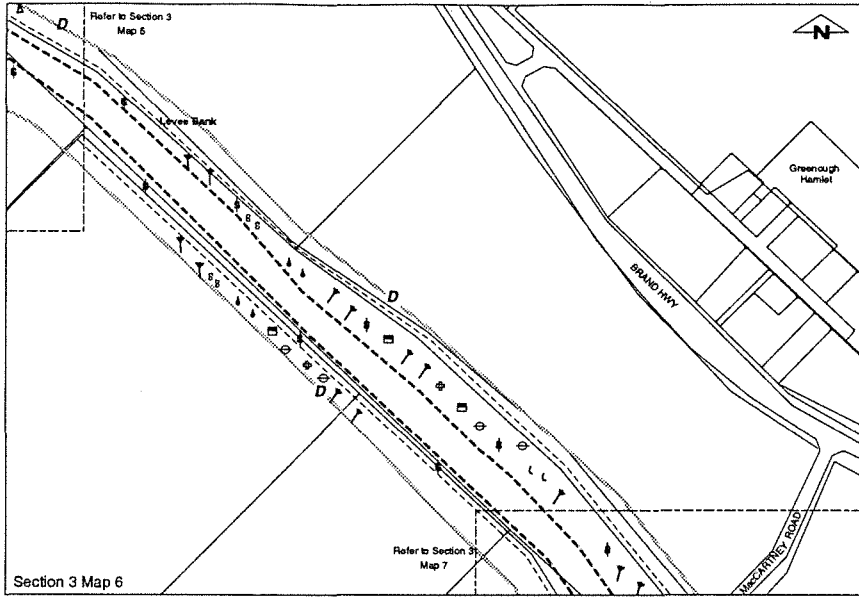 Refer to Section 3
Map 5
D
N
Levee Bank
Greenough
Hamlet
BRAND HWY
D
D
Refer to Section 3
Map 7
MacCARTNEY ROAD
Section 3 Map 6